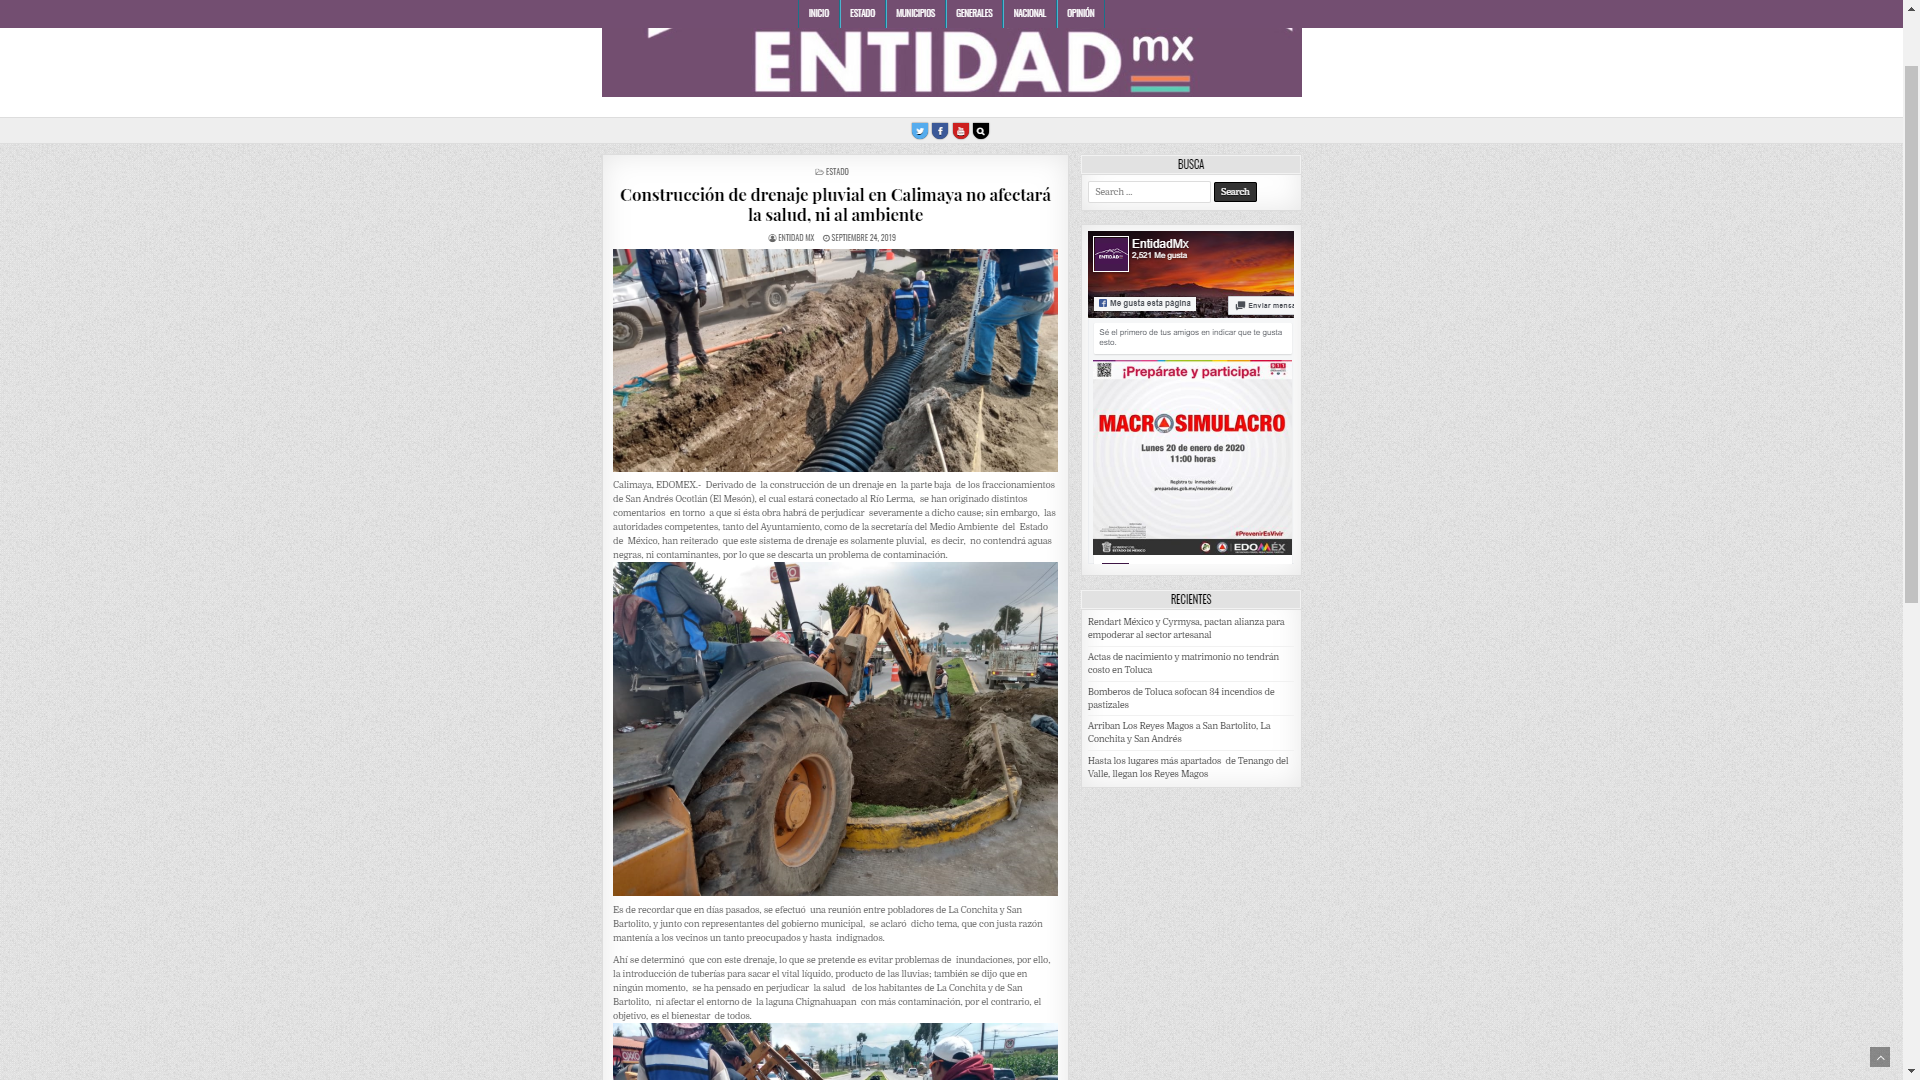 INICIO ESTADO MUNICIPIOS GENERALES NACIONAL OPINIÓN
ENTIDAD mx
ESTADO
Construcción de drenaje pluvial en Calimaya no afectará
la salud, ni al ambiente
ENTIDAD MX SEPTIEMBRE 24, 2019
Calimaya, EDOMEX.- Derivado de la construcción de un drenaje en la parte baja de los fraccionamientos
de San Andrés Ocotlán (El Mesón), el cual estará conectado al Río Lerma, se han originado distintos
comentarios en torno a que si ésta obra habrá de perjudicar severamente a dicho cause; sin embargo, las
autoridades competentes, tanto del Ayuntamiento, como de la secretaría del Medio Ambiente del Estado
de México, han reiterado que este sistema de drenaje es solamente pluvial, es decir, no contendrá aguas
negras, ni contaminantes, por lo que se descarta un problema de contaminación.
Es de recordar que en días pasados, se efectuó una reunión entre pobladores de La Conchita y San
Bartolito, y junto con representantes del gobierno municipal, se aclaró dicho tema, que con justa razón
mantenía a los vecinos un tanto preocupados y hasta indignados.
Ahí se determinó que con este drenaje, lo que se pretende es evitar problemas de inundaciones, por ello,
la introducción de tuberías para sacar el vital líquido, producto de las lluvias; también se dijo que en
ningún momento, se ha pensado en perjudicar la salud de los habitantes de La Conchita y de San
Bartolito, ni afectar el entorno de la laguna Chignahuapan con más contaminación, por el contrario, el
objetivo, es el bienestar de todos.
OXXO
BUSCA
Search ...
Search
EntidadMx
2,521 Me gusta
ENTIDAD
Me gusta esta página
Enviar mensa
Sé el primero de tus amigos en indicar que te gusta
esto.
¡Prepárate y participa!
MACROSIMULACRO
Lunes 20 de enero de 2020
11:00 horas
Registra tu inmueble:
preparados.gob.mx/macrosimulacro/
#PrevenirEsVivir
EDOMÉX
RECIENTES
Rendart México y Cyrmysa, pactan alianza para
empoderar al sector artesanal
Actas de nacimiento y matrimonio no tendrán
costo en Toluca
Bomberos de Toluca sofocan 34 incendios de
pastizales
Arriban Los Reyes Magos a San Bartolito, La
Conchita y San Andrés
Hasta los lugares más apartados de Tenango del
Valle, llegan los Reyes Magos